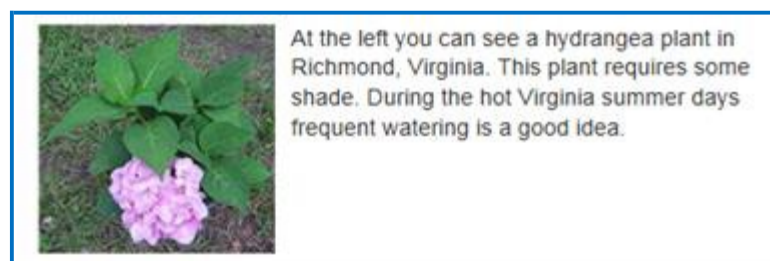 At the left you can see a hydrangea plant in
Richmond, Virginia. This plant requires some
shade. During the hot Virginia summer days
frequent watering is a good idea.